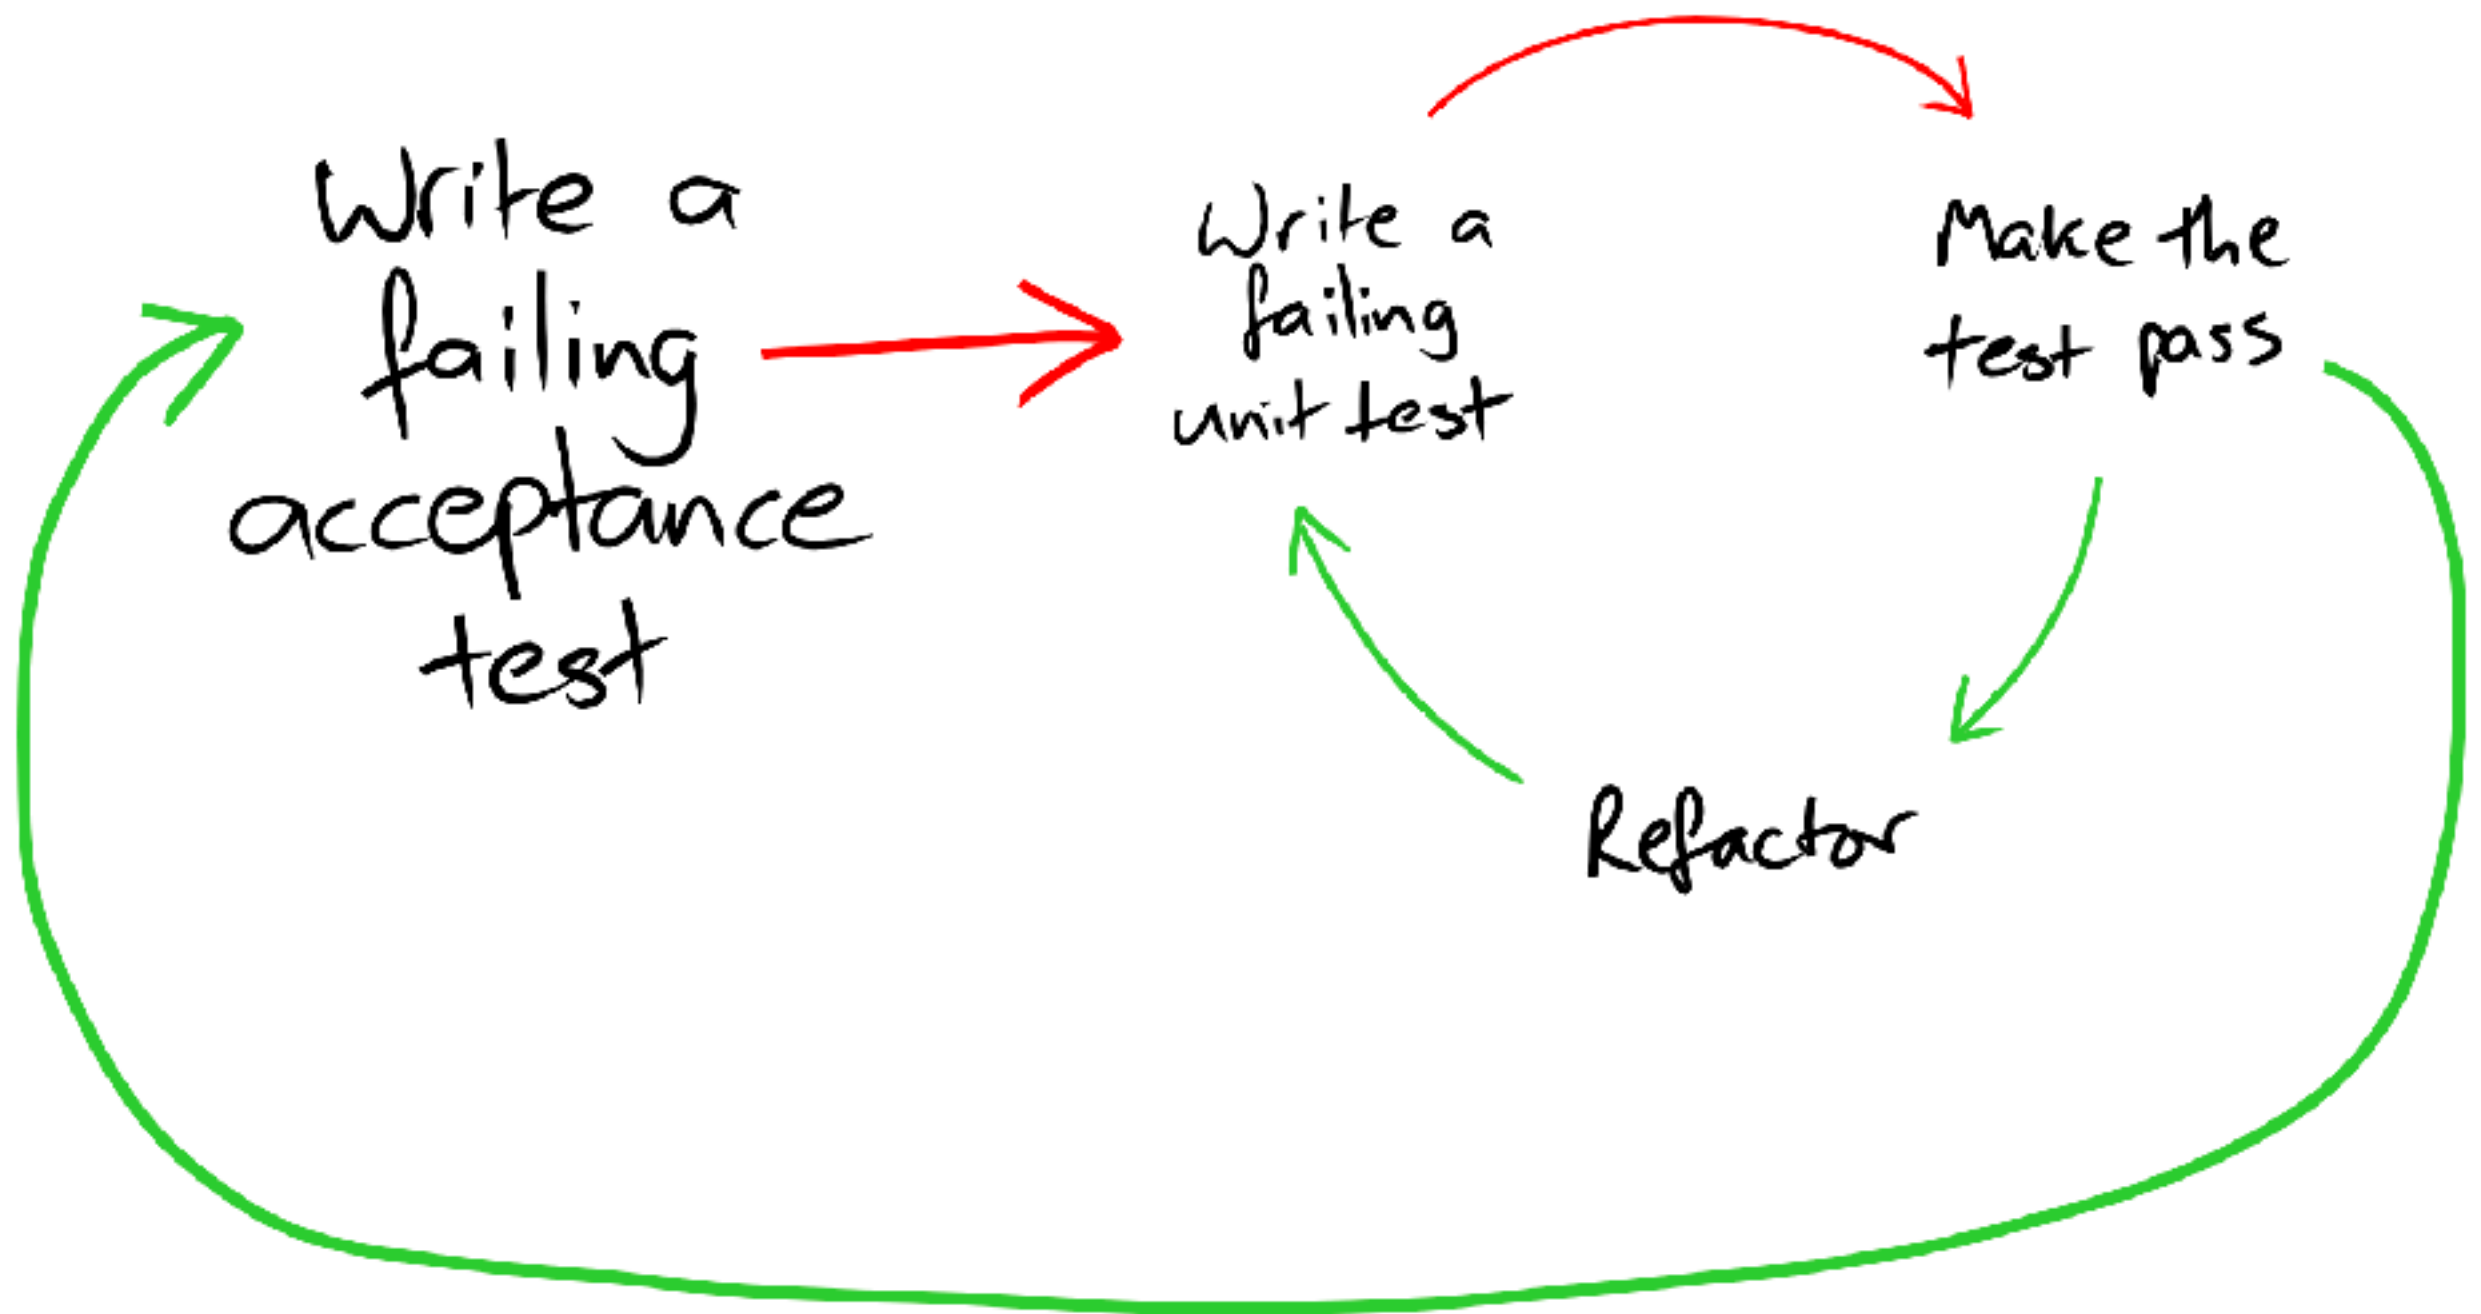 Write a
failing
acceptance
test
Write a
failing
unit test
Make the
test pass
Refactor